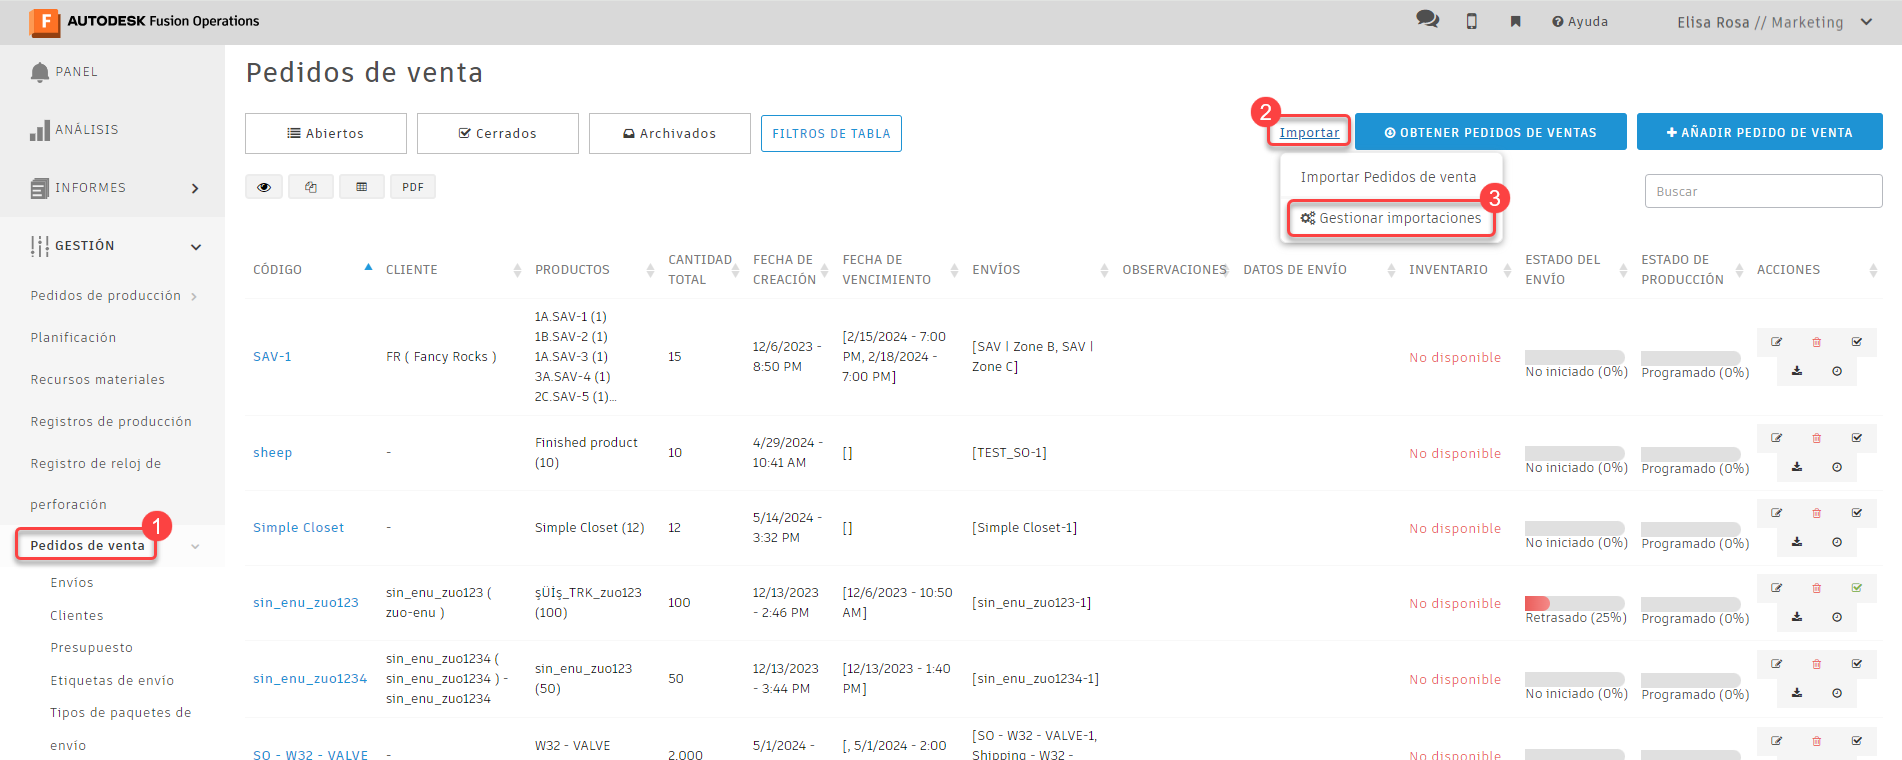 AUTODESK Fusion Operations
Ayuda
Elisa Rosa // Marketing
PANEL
ANÁLISIS
INFORMES
GESTIÓN
Pedidos de producción
Planificación
Recursos materiales
Registros de producción
Registro de reloj de
perforación
1
Pedidos de venta
Envíos
Clientes
Presupuesto
Etiquetas de envío
Tipos de paquetes de
envío
Pedidos de venta
Abiertos
Cerrados
Archivados
FILTROS DE TABLA
2
Importar
OBTENER PEDIDOS DE VENTAS
AÑADIR PEDIDO DE VENTA
PDF
Importar Pedidos de venta
3
Gestionar importaciones
Buscar
CÓDIGO
CLIENTE
PRODUCTOS
CANTIDAD
TOTAL
FECHA DE
CREACIÓN
FECHA DE
VENCIMIENTO
ENVÍOS
OBSERVACIONES
DATOS DE ENVÍO
INVENTARIO
ESTADO DEL
ENVÍO
ESTADO DE
PRODUCCIÓN
ACCIONES
SAV-1
FR ( Fancy Rocks )
1A.SAV-1 (1)
1B.SAV-2 (1)
1A.SAV-3 (1)
3A.SAV-4 (1)
2C.SAV-5 (1)...
15
12/6/2023 -
8:50 PM
[2/15/2024 - 7:00
PM, 2/18/2024 -
7:00 PM]
[SAV | Zone B, SAV |
Zone C]
No disponible
No iniciado (0%)
Programado (0%)
sheep
-
Finished product
(10)
10
4/29/2024 -
10:41 AM
[]
[TEST_SO-1]
No disponible
No iniciado (0%)
Programado (0%)
Simple Closet
-
Simple Closet (12)
12
5/14/2024 -
3:32 PM
[]
[Simple Closet-1]
No disponible
No iniciado (0%)
Programado (0%)
sin_enu_zuo123
sin_enu_zuo123 (
zuo-enu )
şÜİş_TRK_zuo123
(100)
100
12/13/2023
- 2:46 PM
[12/6/2023 - 10:50
AM]
[sin_enu_zuo123-1]
No disponible
Retrasado (25%)
Programado (0%)
sin_enu_zuo1234
sin_enu_zuo1234 (
sin_enu_zuo1234 ) -
sin_enu_zuo1234
sin_enu_zuo123
(50)
50
12/13/2023
- 3:44 PM
[12/13/2023 - 1:40
PM]
[sin_enu_zuo1234-1]
No disponible
No iniciado (0%)
Programado (0%)
SO - W32 - VALVE
-
W32 - VALVE
2.000
5/1/2024 -
[, 5/1/2024 - 2:00
[SO - W32 - VALVE-1,
Shipping - W32 -